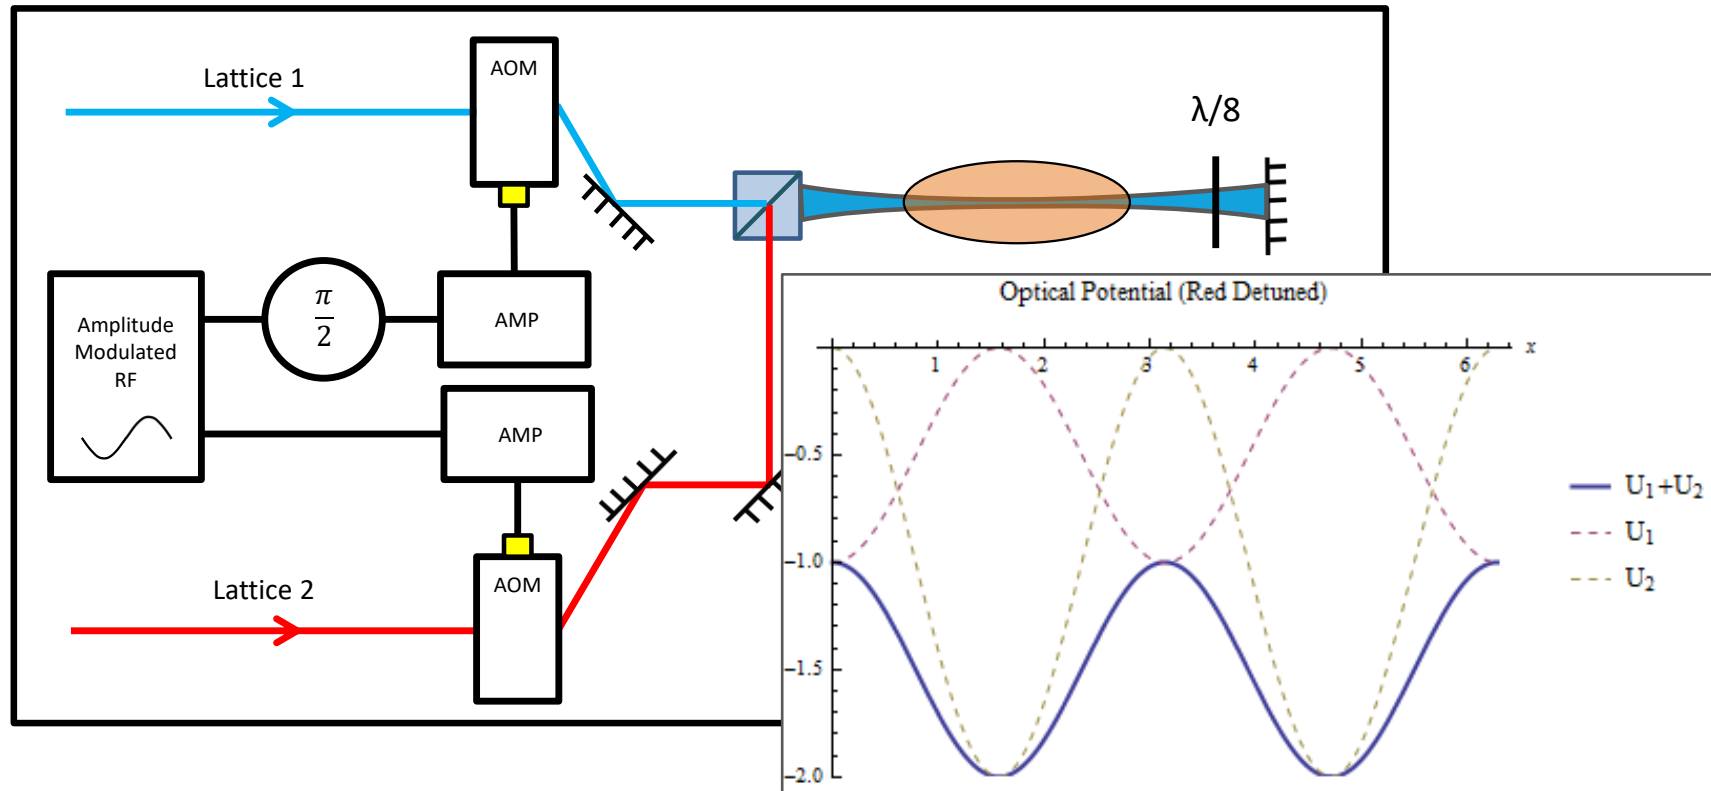 Lattice 1
AOM
λ/8
Amplitude
Modulated
RF
π
2
AMP
AMP
Lattice 2
AOM
Optical Potential (Red Detuned)
1
2
3
4
5
6
x
-0.5
-1.0
-1.5
-2.0
U₁+U₂
U₁
U₂